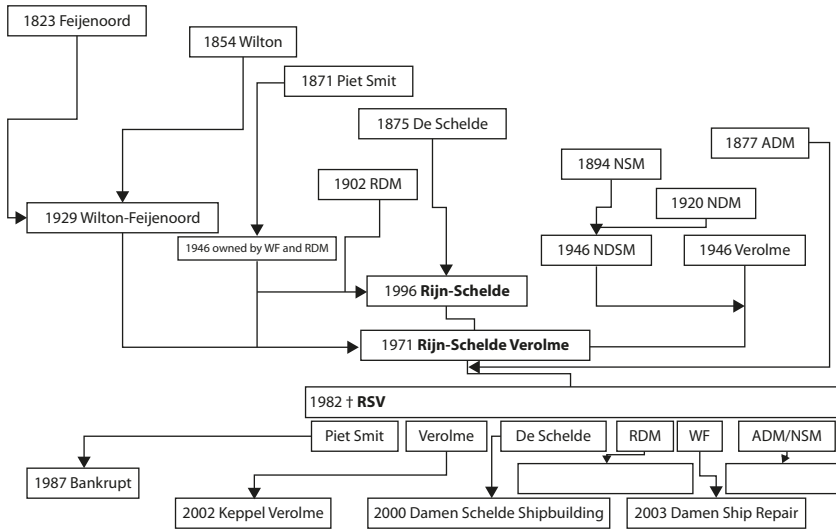 1823 Feijenoord
1854 Wilton
1871 Piet Smit
1875 De Schelde
1877 ADM
1894 NSM
1902 RDM
1920 NDM
1929 Wilton-Feijenoord
1946 owned by WF and RDM
1946 NDSM
1946 Verolme
1996 Rijn-Schelde
1971 Rijn-Schelde Verolme
1982 † RSV
Piet Smit
Verolme
De Schelde
RDM
WF
ADM/NSM
1987 Bankrupt
2002 Keppel Verolme
2000 Damen Schelde Shipbuilding
2003 Damen Ship Repair